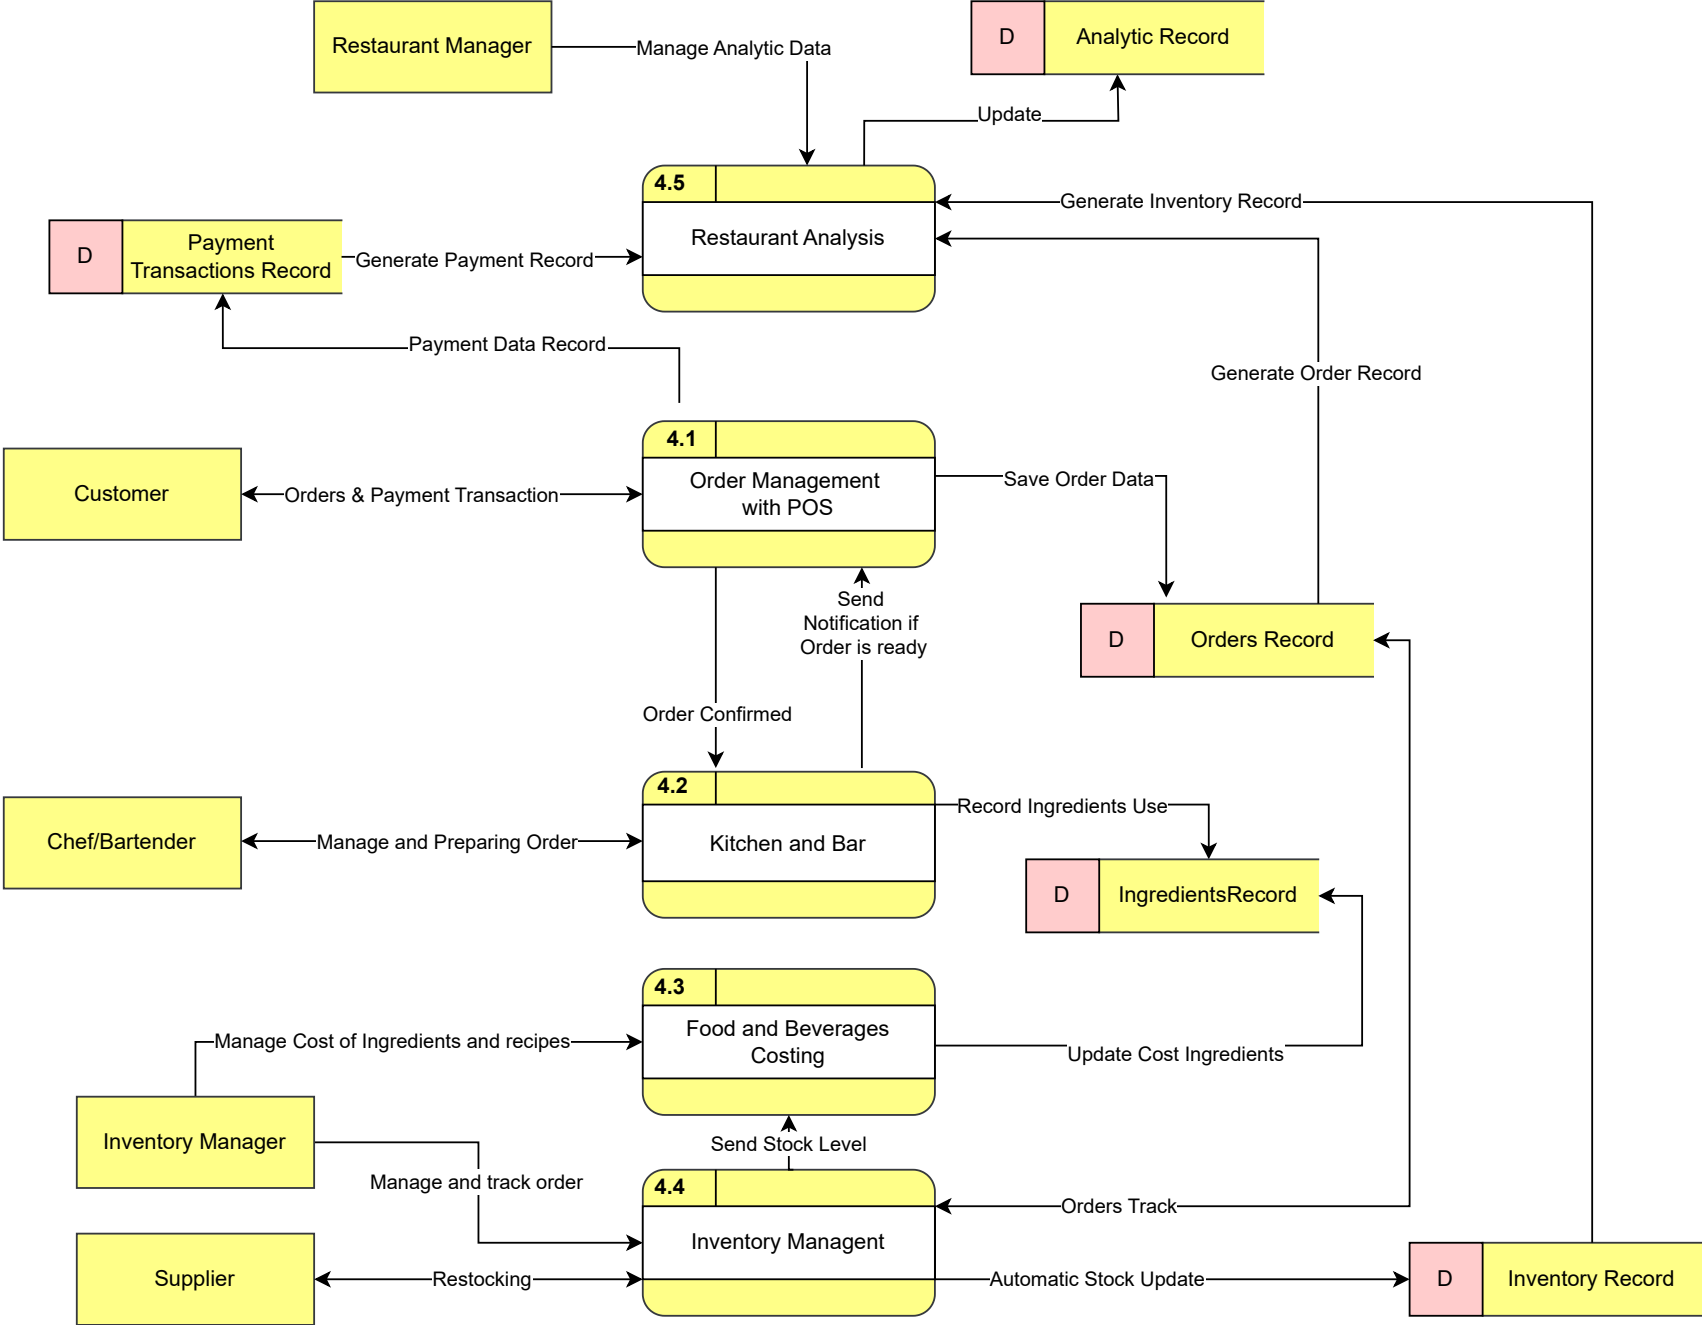 Restaurant Manager
Manage Analytic Data
D
Analytic Record
Update
4.5
Restaurant Analysis
Generate Inventory Record
D
Payment
Transactions Record
Generate Payment Record
Payment Data Record
Generate Order Record
4.1
Order Management
with POS
Customer
Orders & Payment Transaction
Save Order Data
Send
Notification if
Order is ready
D
Orders Record
Order Confirmed
4.2
Kitchen and Bar
Chef/Bartender
Manage and Preparing Order
Record Ingredients Use
D
IngredientsRecord
4.3
Food and Beverages
Costing
Manage Cost of Ingredients and recipes
Update Cost Ingredients
Inventory Manager
Send Stock Level
Manage and track order
4.4
Inventory Managent
Orders Track
Supplier
Restocking
Automatic Stock Update
D
Inventory Record